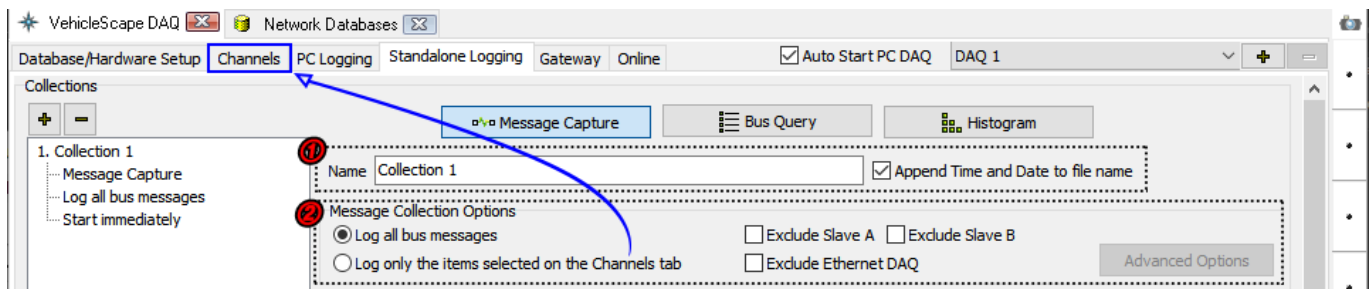 VehicleScape DAQ Network Databases
Database/Hardware Setup Channels PC Logging Standalone Logging Gateway Online Auto Start PC DAQ DAQ 1
Collections
Message Capture Bus Query Histogram
1. Collection 1
Message Capture
Log all bus messages
Start immediately
1
Name Collection 1 Append Time and Date to file name
2
Message Collection Options
Log all bus messages Exclude Slave A Exclude Slave B
Log only the items selected on the Channels tab Exclude Ethernet DAQ Advanced Options